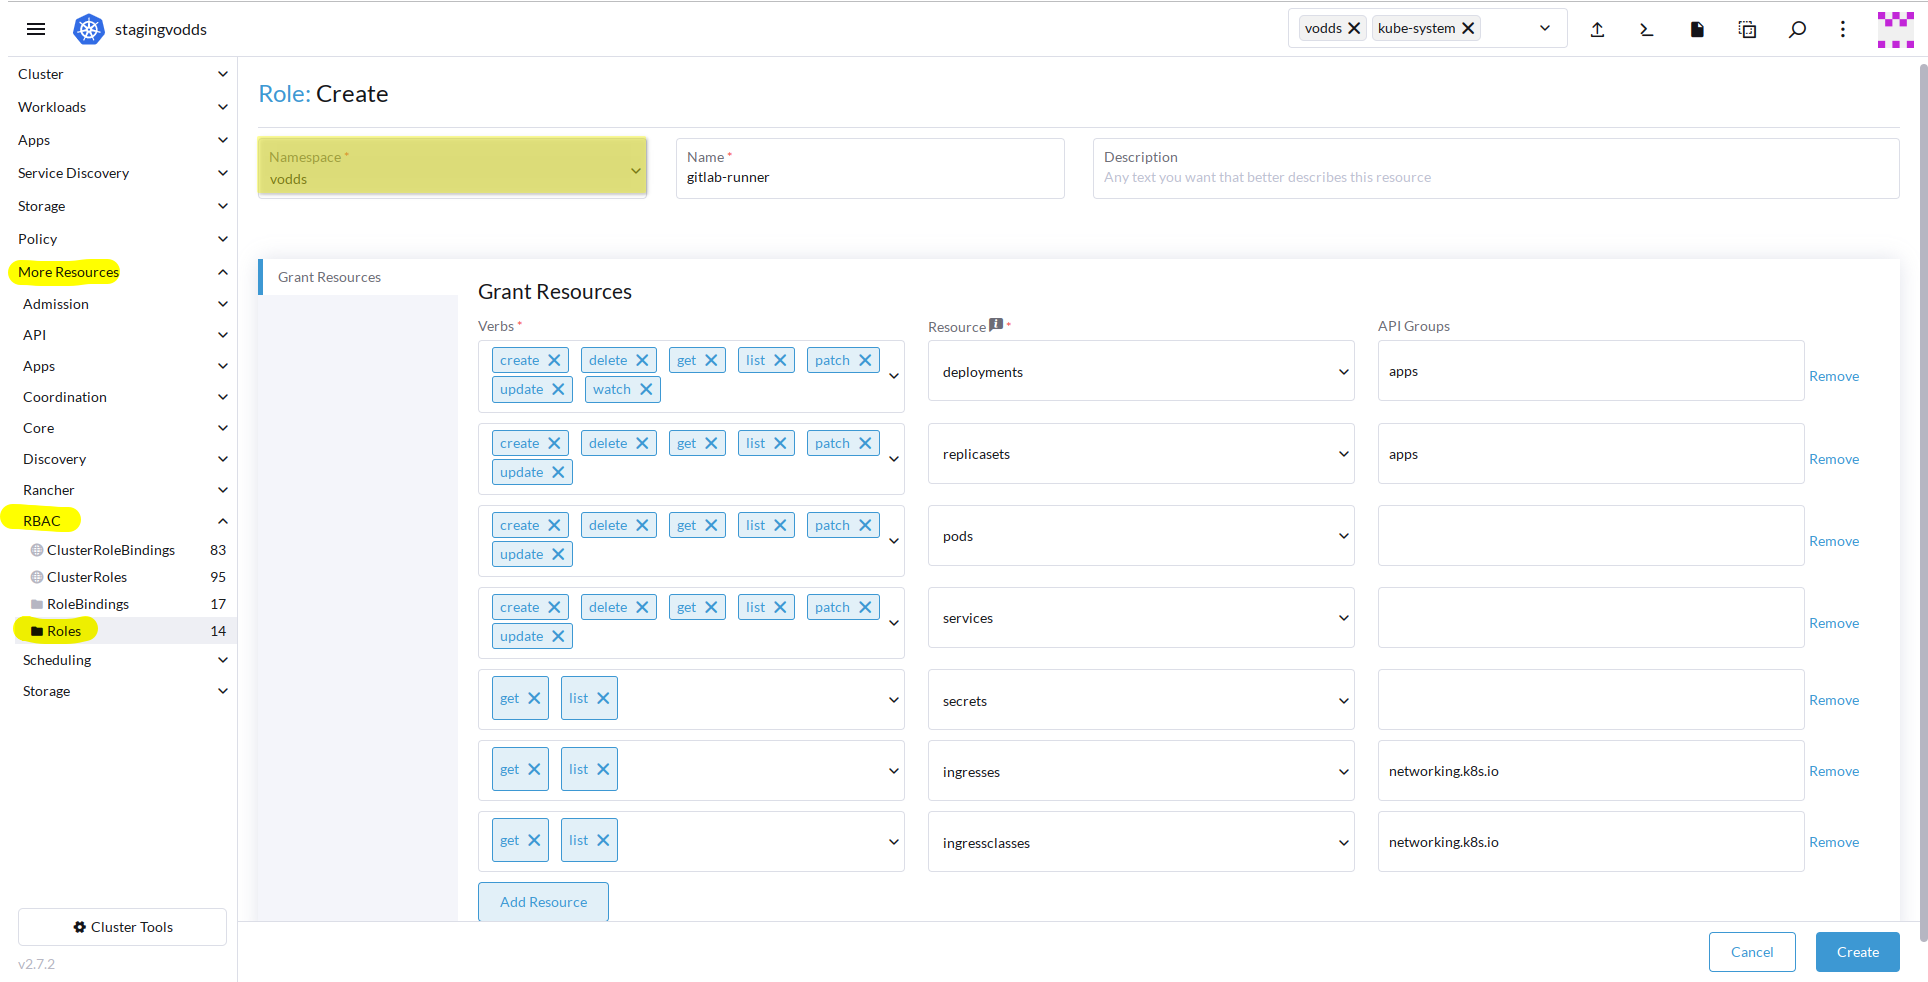 stagingvodds
vodds kube-system
Cluster
Workloads
Apps
Service Discovery
Storage
Policy
More Resources
Admission
API
Apps
Coordination
Core
Discovery
Rancher
RBAC
ClusterRoleBindings 83
ClusterRoles 95
RoleBindings 17
Roles 14
Scheduling
Storage
Cluster Tools
v2.7.2
Role: Create
Namespace *
vodds
Name *
gitlab-runner
Description
Any text you want that better describes this resource
Grant Resources
Grant Resources
Verbs * Resource * API Groups
create delete get list patch
update watch
deployments apps Remove
create delete get list patch
update
replicasets apps Remove
create delete get list patch
update
pods Remove
create delete get list patch
update
services Remove
get list secrets Remove
get list ingresses networking.k8s.io Remove
get list ingressclasses networking.k8s.io Remove
Add Resource
Cancel Create